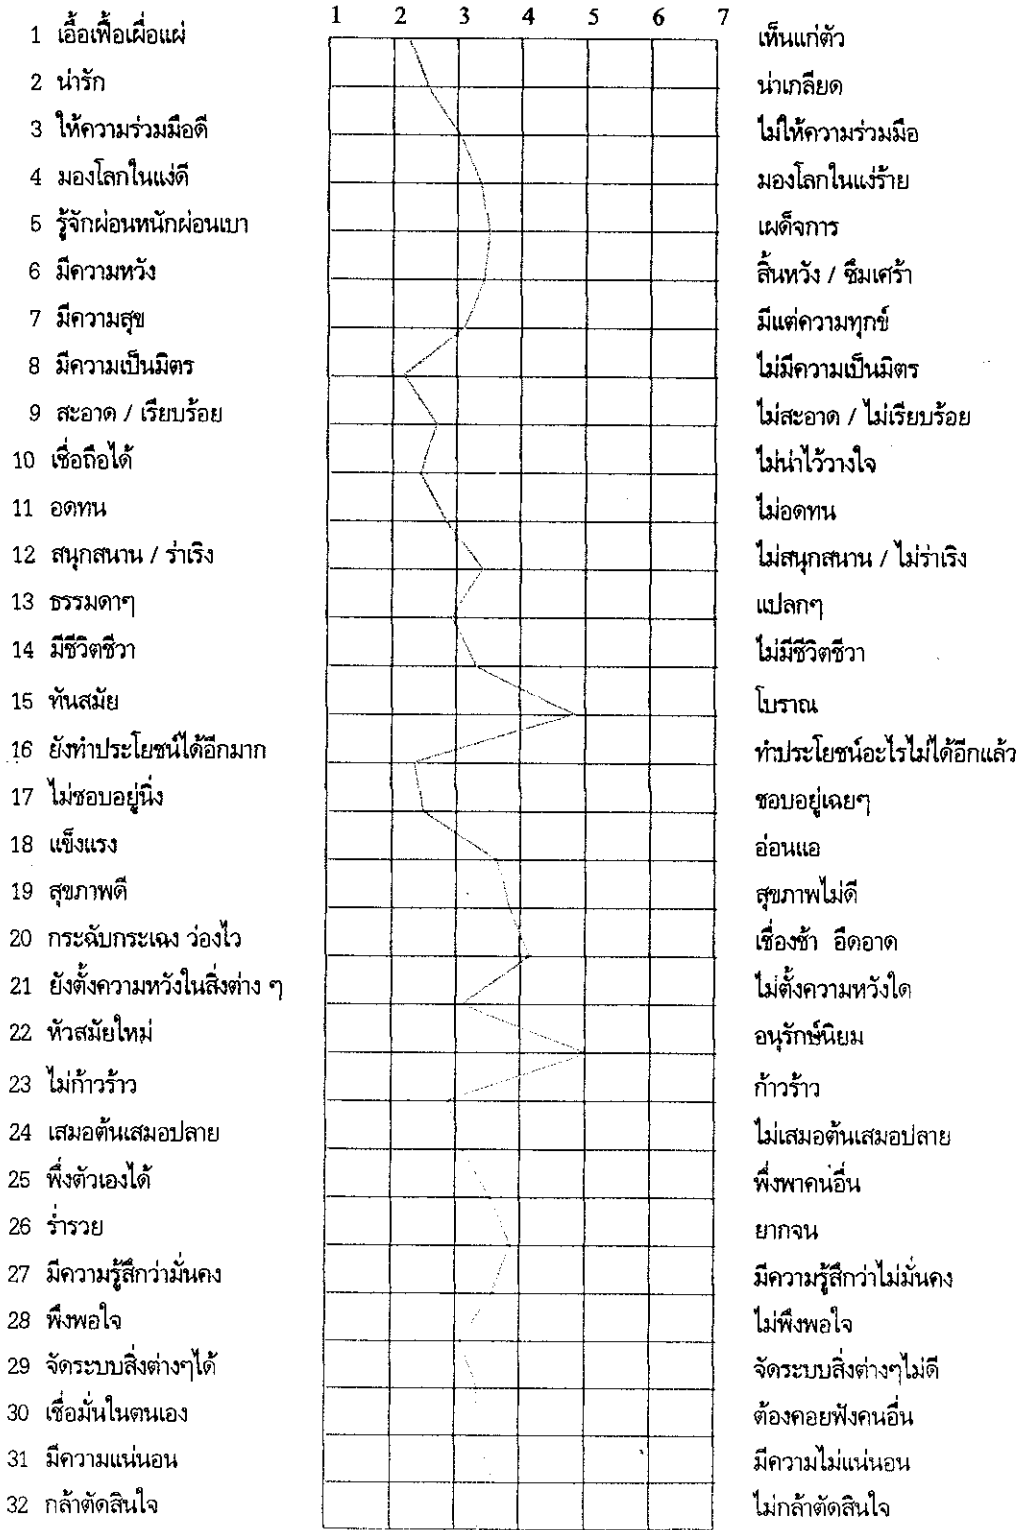 1 2 3 4 5 6 7
1 เอื้อเฟื้อเผื่อแผ่ เห็นแก่ตัว
2 น่ารัก น่าเกลียด
3 ให้ความร่วมมือดี ไม่ให้ความร่วมมือ
4 มองโลกในแง่ดี มองโลกในแง่ร้าย
5 รู้จักผ่อนหนักผ่อนเบา เผด็จการ
6 มีความหวัง สิ้นหวัง / ซึมเศร้า
7 มีความสุข มีแต่ความทุกข์
8 มีความเป็นมิตร ไม่มีความเป็นมิตร
9 สะอาด / เรียบร้อย ไม่สะอาด / ไม่เรียบร้อย
10 เชื่อถือได้ ไม่น่าไว้วางใจ
11 อดทน ไม่อดทน
12 สนุกสนาน / ร่าเริง ไม่สนุกสนาน / ไม่ร่าเริง
13 ธรรมดาๆ แปลกๆ
14 มีชีวิตชีวา ไม่มีชีวิตชีวา
15 ทันสมัย โบราณ
16 ยังทำประโยชน์ได้อีกมาก ทำประโยชน์อะไรไม่ได้อีกแล้ว
17 ไม่ชอบอยู่นิ่ง ชอบอยู่เฉยๆ
18 แข็งแรง อ่อนแอ
19 สุขภาพดี สุขภาพไม่ดี
20 กระฉับกระเฉง ว่องไว เชื่องช้า อืดอาด
21 ยังตั้งความหวังในสิ่งต่าง ๆ ไม่ตั้งความหวังใด
22 หัวสมัยใหม่ อนุรักษ์นิยม
23 ไม่ก้าวร้าว ก้าวร้าว
24 เสมอต้นเสมอปลาย ไม่เสมอต้นเสมอปลาย
25 พึ่งตัวเองได้ พึ่งพาคนอื่น
26 ร่ำรวย ยากจน
27 มีความรู้สึกว่ามั่นคง มีความรู้สึกว่าไม่มั่นคง
28 พึงพอใจ ไม่พึงพอใจ
29 จัดระบบสิ่งต่างๆได้ จัดระบบสิ่งต่างๆไม่ดี
30 เชื่อมั่นในตนเอง ต้องคอยฟังคนอื่น
31 มีความแน่นอน มีความไม่แน่นอน
32 กล้าตัดสินใจ ไม่กล้าตัดสินใจ